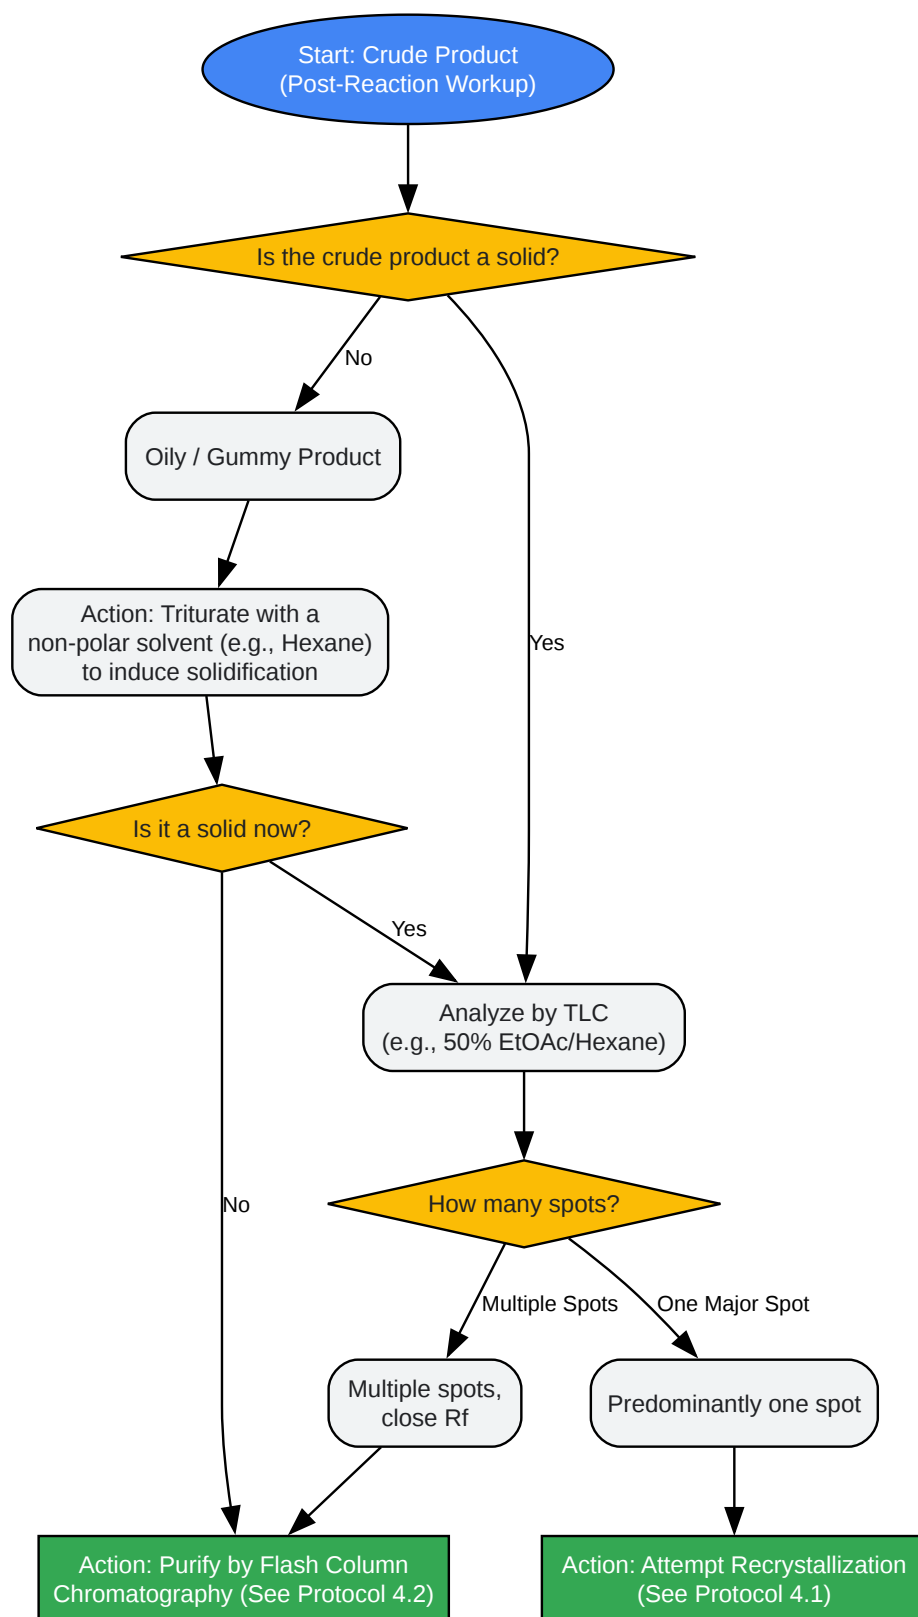 Start: Crude Product
(Post-Reaction Workup)
Is the crude product a solid?
No
Oily / Gummy Product
Action: Triturate with a
non-polar solvent (e.g., Hexane)
to induce solidification
Yes
Is it a solid now?
Yes
Analyze by TLC
(e.g., 50% EtOAc/Hexane)
No
How many spots?
Multiple Spots
One Major Spot
Multiple spots,
close Rf
Predominantly one spot
Action: Purify by Flash Column
Chromatography (See Protocol 4.2)
Action: Attempt Recrystallization
(See Protocol 4.1)